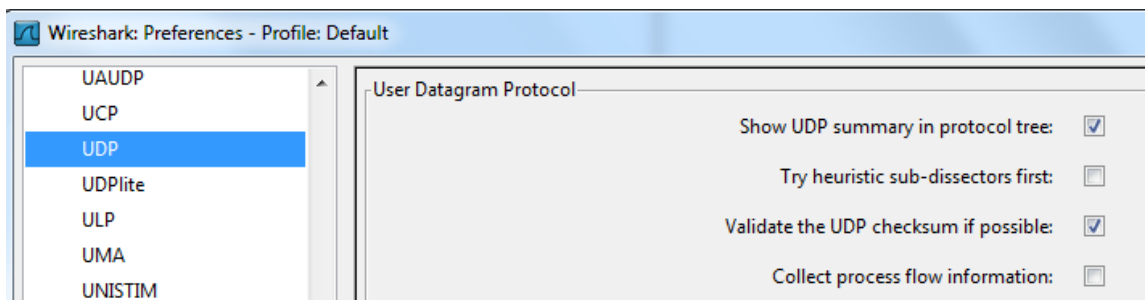 Wireshark: Preferences - Profile: Default
UAUDP
UCP
UDP
UDPlite
ULP
UMA
UNISTIM
User Datagram Protocol
Show UDP summary in protocol tree:
Try heuristic sub-dissectors first:
Validate the UDP checksum if possible:
Collect process flow information: